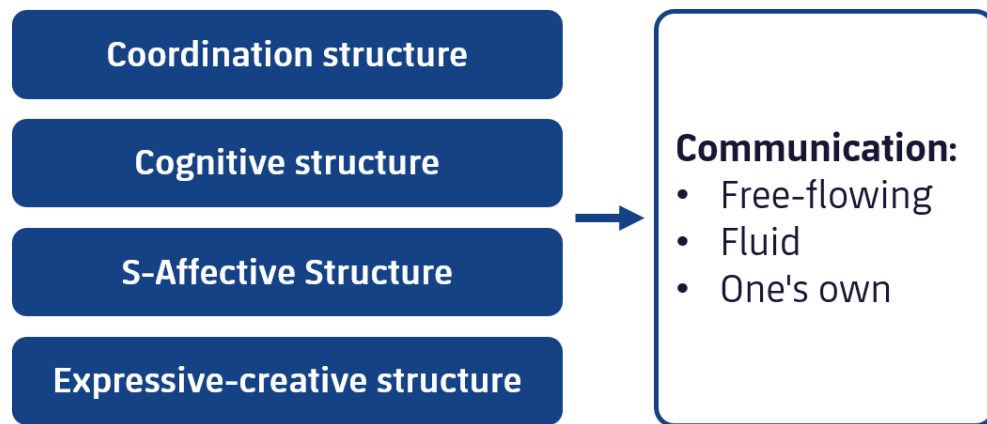 Coordination structure
Cognitive structure
S-Affective Structure
Expressive-creative structure
Communication:
• Free-flowing
• Fluid
• One's own